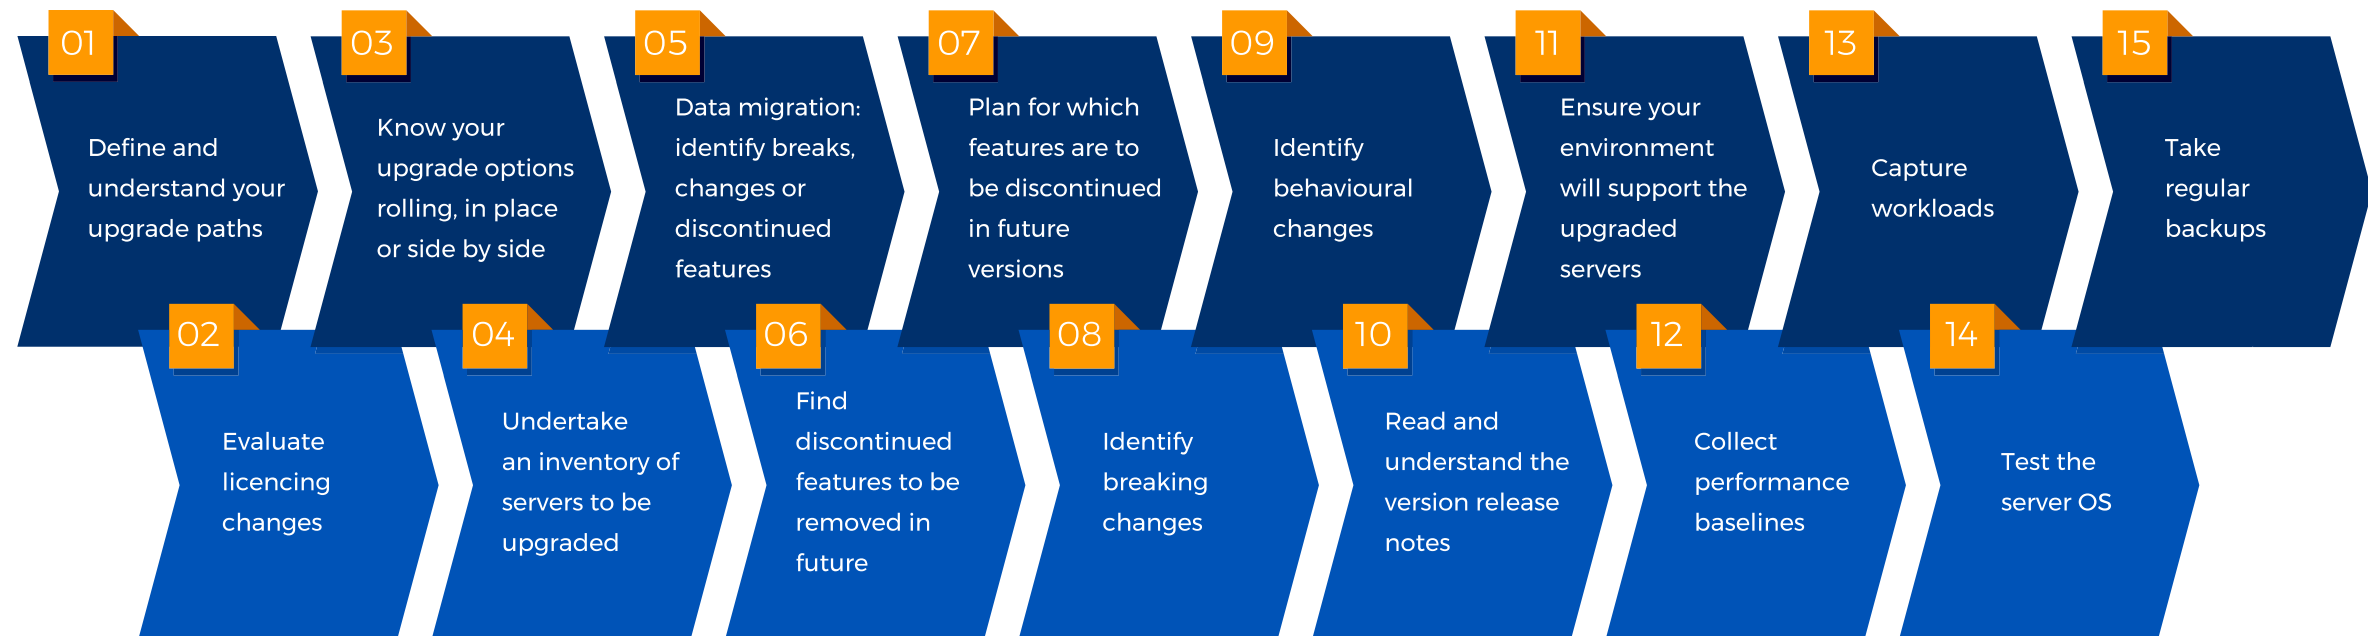 01
Define and
understand your
upgrade paths
02
Evaluate
licencing
changes
03
Know your
upgrade options
rolling, in place
or side by side
04
Undertake
an inventory of
servers to be
upgraded
05
Data migration:
identify breaks,
changes or
discontinued
features
06
Find
discontinued
features to be
removed in
future
07
Plan for which
features are to
be discontinued
in future
versions
08
Identify
breaking
changes
09
Identify
behavioural
changes
10
Read and
understand the
version release
notes
11
Ensure your
environment
will support the
upgraded
servers
12
Collect
performance
baselines
13
Capture
workloads
14
Test the
server OS
15
Take
regular
backups